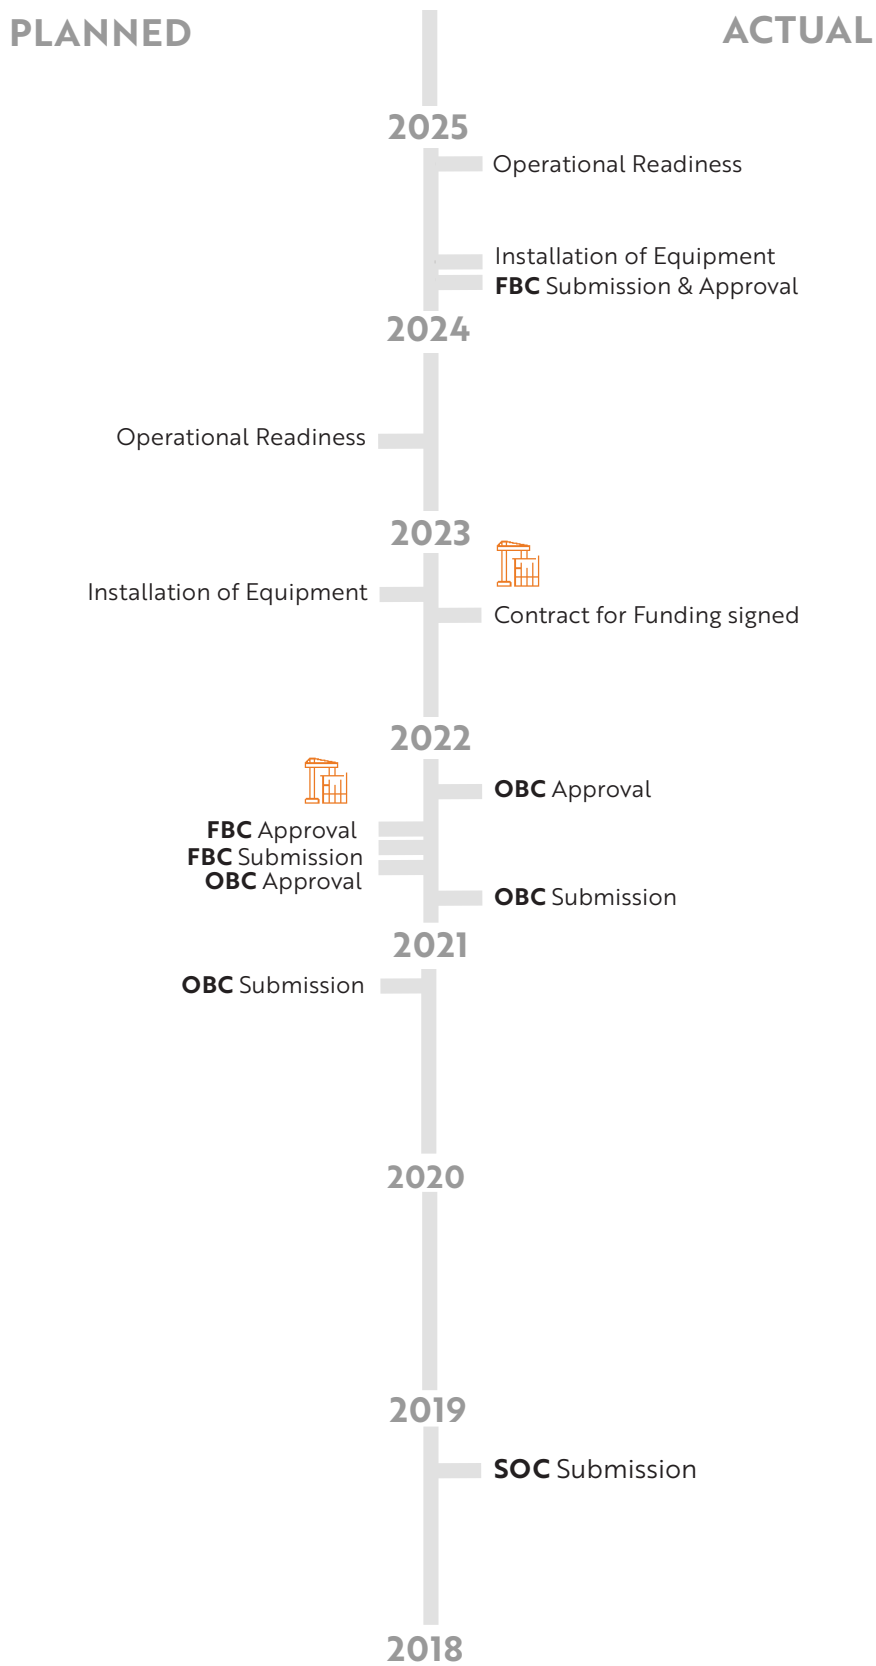 PLANNED
ACTUAL
2025
Operational Readiness
Installation of Equipment
FBC Submission & Approval
2024
Operational Readiness
2023
Installation of Equipment
Contract for Funding signed
2022
OBC Approval
FBC Approval
FBC Submission
OBC Approval
OBC Submission
2021
OBC Submission
2020
2019
SOC Submission
2018